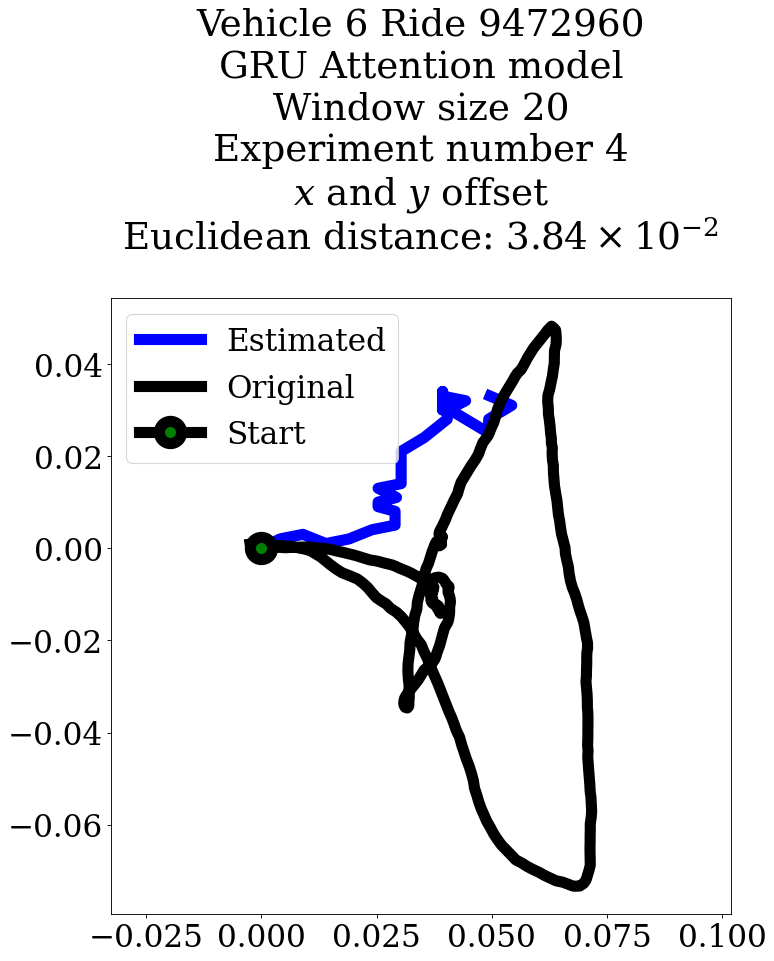 Vehicle 6 Ride 9472960
GRU Attention model
Window size 20
Experiment number 4
x and y offset
Euclidean distance: 3.84 × 10⁻²
Estimated
Original
Start
0.04
0.02
0.00
−0.02
−0.04
−0.06
−0.025 0.000 0.025 0.050 0.075 0.100